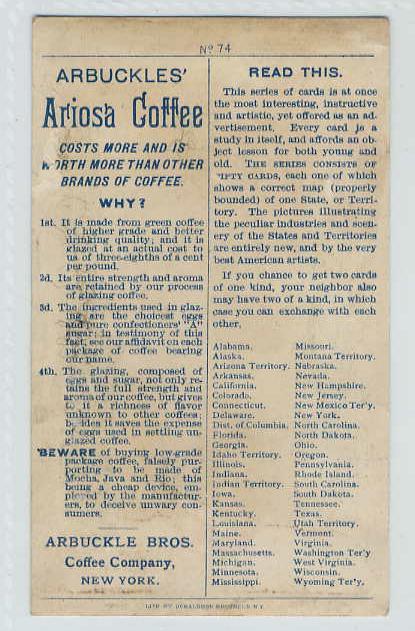 No 74
ARBUCKLES'
Ariosa Coffee
COSTS MORE AND IS
WORTH MORE THAN OTHER
BRANDS OF COFFEE.
WHY?
1st. It is made from green coffee
of higher grade and better
drinking quality; and it is
glazed at an actual cost to
us of three-eighths of a cent
per pound.
2d. Its entire strength and aroma
are retained by our process
of glazing coffee.
3d. The ingredients used in glaz-
ing are the choicest eggs
and pure confectioners' "A"
sugar; in testimony of this
fact, see our affidavit on each
package of coffee bearing
our name.
4th. The glazing, composed of
eggs and sugar, not only re-
tains the full strength and
aroma of our coffee, but gives
to it a richness of flavor
unknown to other coffees;
besides it saves the expense
of eggs used in settling un-
glazed coffee.
BEWARE of buying low-grade
package coffee, falsely pur-
porting to be made of
Mocha, Java and Rio; this
being a cheap device, em-
ployed by the manufactur-
ers, to deceive unwary con-
sumers.
ARBUCKLE BROS.
Coffee Company,
NEW YORK.
READ THIS.
This series of cards is at once
the most interesting, instructive
and artistic, yet offered as an ad-
vertisement. Every card is a
study in itself, and affords an ob-
ject lesson for both young and
old. THE SERIES CONSISTS OF
FIFTY CARDS, each one of which
shows a correct map (properly
bounded) of one State, or Terri-
tory. The pictures illustrating
the peculiar industries and scen-
ery of the States and Territories
are entirely new, and by the very
best American artists.
If you chance to get two cards
of one kind, your neighbor also
may have two of a kind, in which
case you can exchange with each
other,
Alabama.
Alaska.
Arizona Territory.
Arkansas.
California.
Colorado.
Connecticut.
Delaware.
Dist. of Columbia.
Florida.
Georgia.
Idaho Territory.
Illinois.
Indiana.
Indian Territory.
Iowa.
Kansas.
Kentucky.
Louisiana.
Maine.
Maryland.
Massachusetts.
Michigan.
Minnesota.
Mississippi.
Missouri.
Montana Territory.
Nebraska.
Nevada.
New Hampshire.
New Jersey.
New Mexico Ter'y.
New York.
North Carolina.
North Dakota.
Ohio.
Oregon.
Pennsylvania.
Rhode Island.
South Carolina.
South Dakota.
Tennessee.
Texas.
Utah Territory.
Vermont.
Virginia.
Washington Ter'y
West Virginia.
Wisconsin.
Wyoming Ter'y.
LITH BY DONALDSON BROTHERS N.Y.